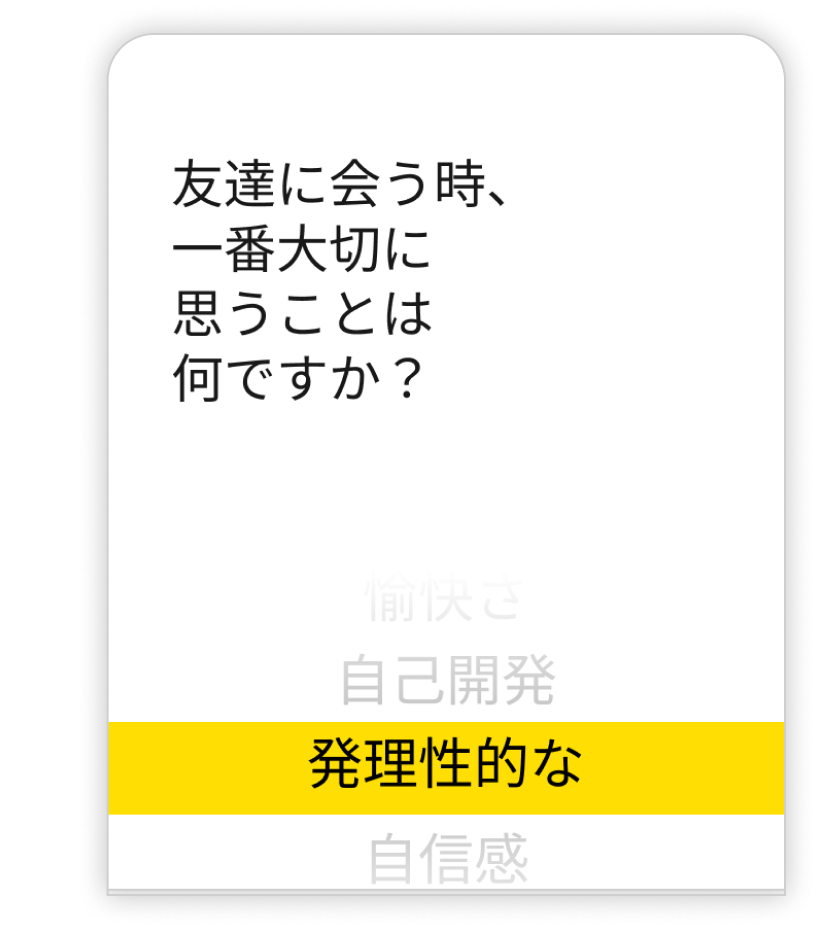 友達に会う時、
一番大切に
思うことは
何ですか？
愉快さ
自己開発
発理性的な
自信感